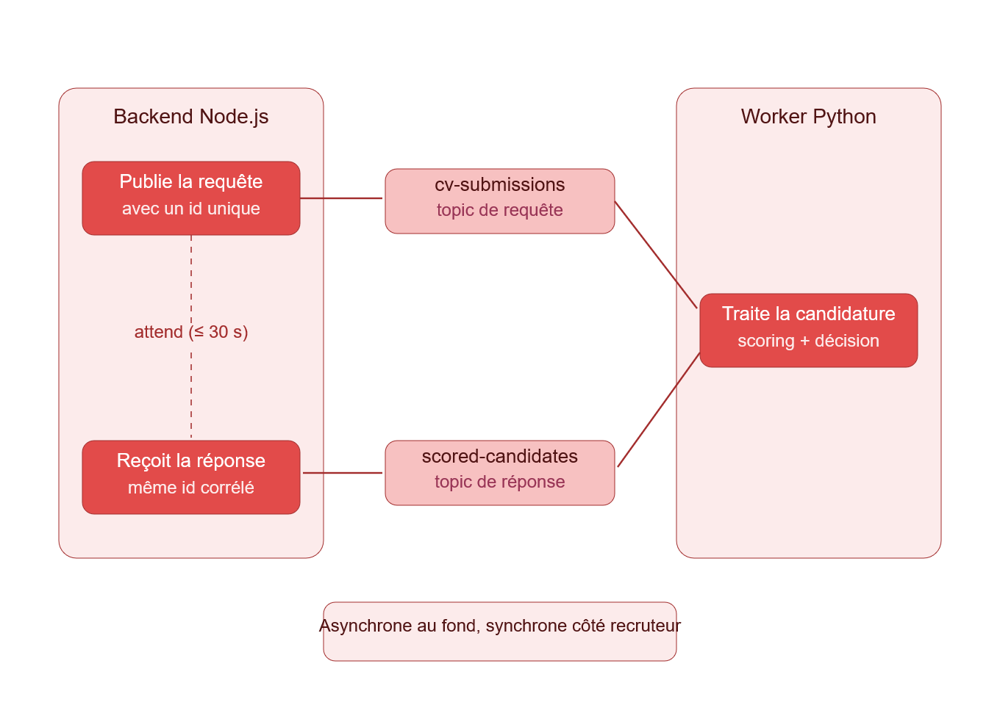 Backend Node.js
Publie la requête
avec un id unique
attend (≤ 30 s)
Reçoit la réponse
même id corrélé
cv-submissions
topic de requête
scored-candidates
topic de réponse
Worker Python
Traite la candidature
scoring + décision
Asynchrone au fond, synchrone côté recruteur